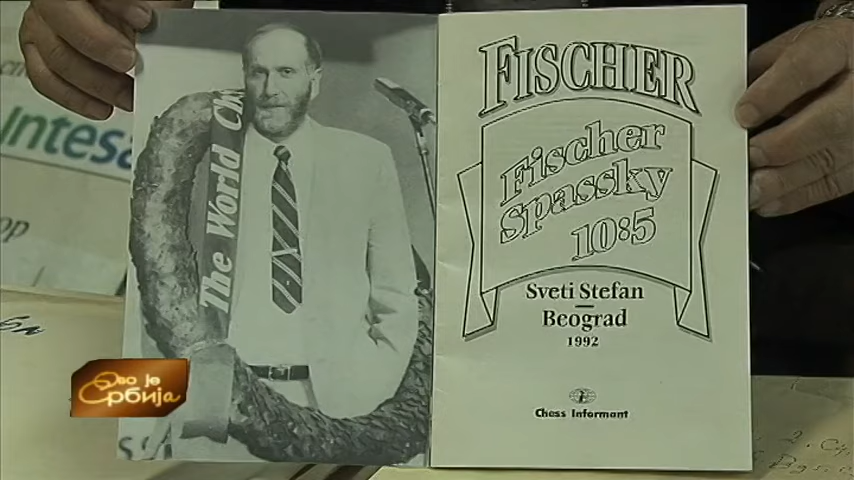 Intesa
The World Ch
FISCHER
Fischer
spassky
10:5
Sveti Stefan
–
Beograd
1992
Chess Informant
Ово је
Србија